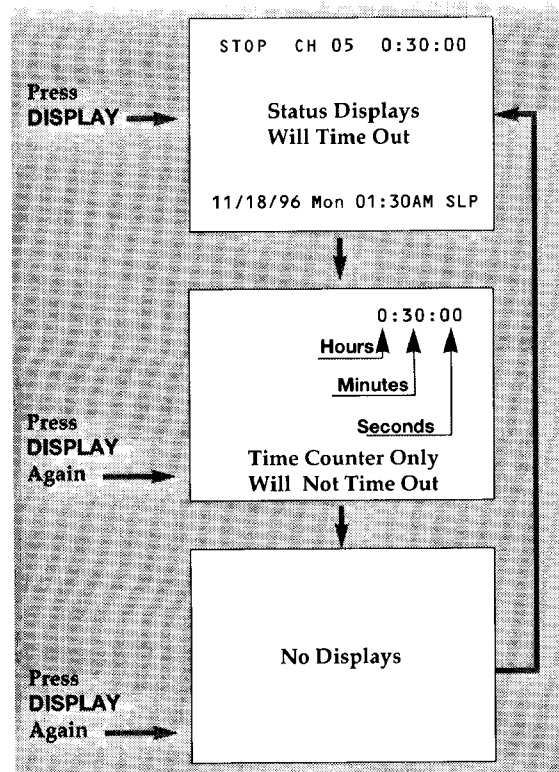 STOP CH 05 0:30:00
Press
DISPLAY
Status Displays
Will Time Out
11/18/96 Mon 01:30AM SLP
0:30:00
Hours
Minutes
Seconds
Press
DISPLAY
Again
Time Counter Only
Will Not Time Out
No Displays
Press
DISPLAY
Again